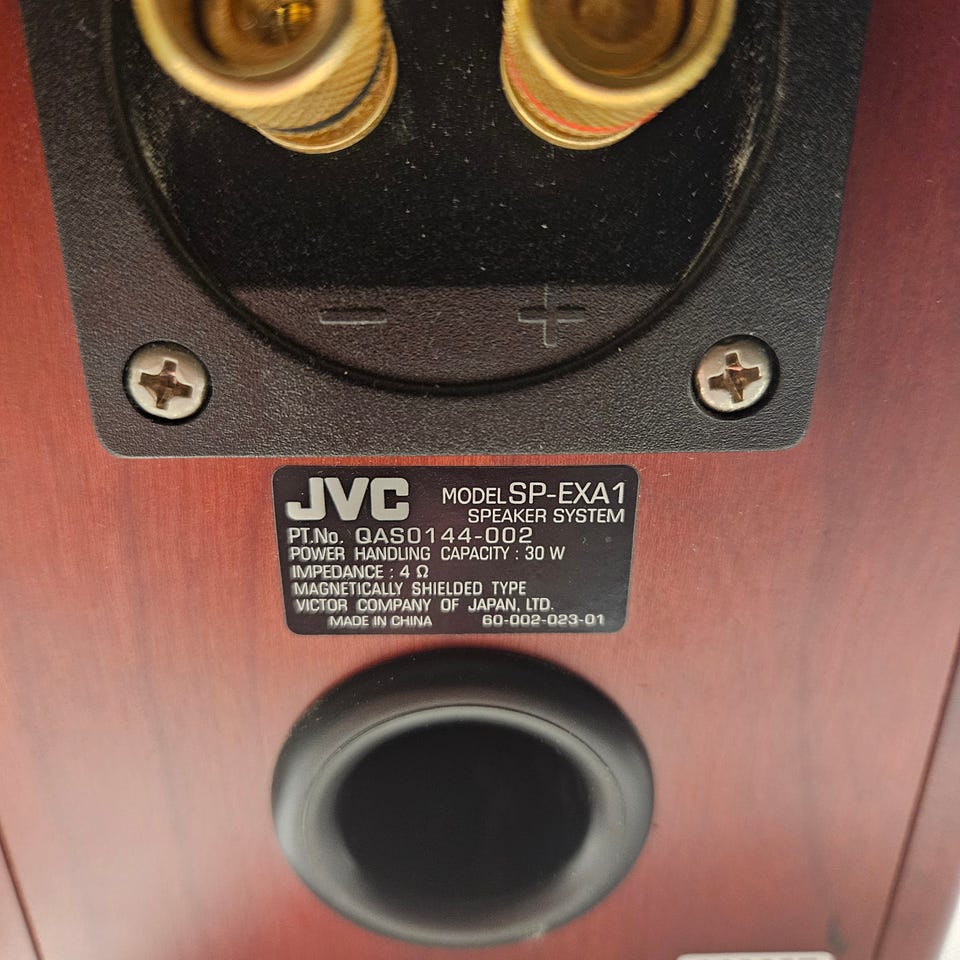 − +
JVC MODEL SP-EXA1
SPEAKER SYSTEM
PT.No. QAS0144-002
POWER HANDLING CAPACITY : 30 W
IMPEDANCE : 4 Ω
MAGNETICALLY SHIELDED TYPE
VICTOR COMPANY OF JAPAN, LTD.
MADE IN CHINA 60-002-023-01